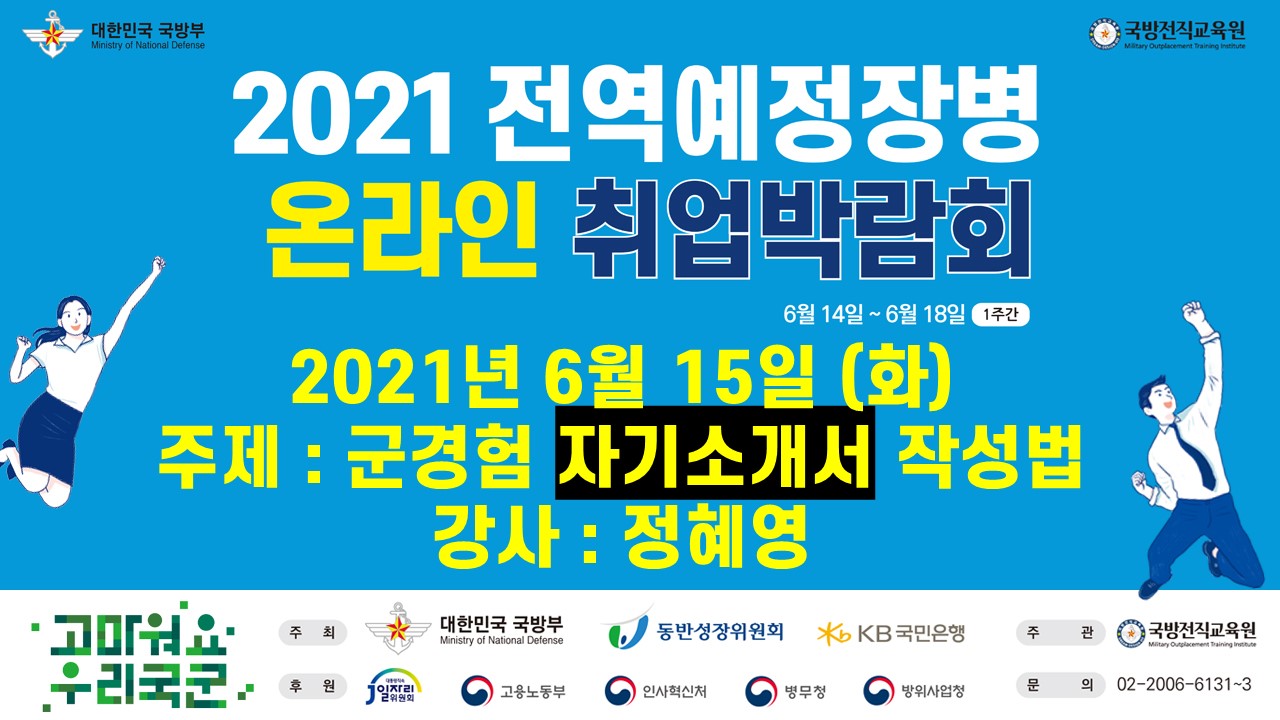 대한민국 국방부
Ministry of National Defense
국방전직교육원
Military Outplacement Training Institute
2021 전역예정장병
온라인 취업박람회
6월 14일 ~ 6월 18일 1주간
2021년 6월 15일 (화)
주제 : 군경험 자기소개서 작성법
강사 : 정혜영
고마워요
우리국군
주 최
대한민국 국방부
Ministry of National Defense
동반성장위원회
KB국민은행
주 관
국방전직교육원
Military Outplacement Training Institute
후 원
대통령직속
일자리
위원회
고용노동부
인사혁신처
병무청
방위사업청
문 의
02-2006-6131~3